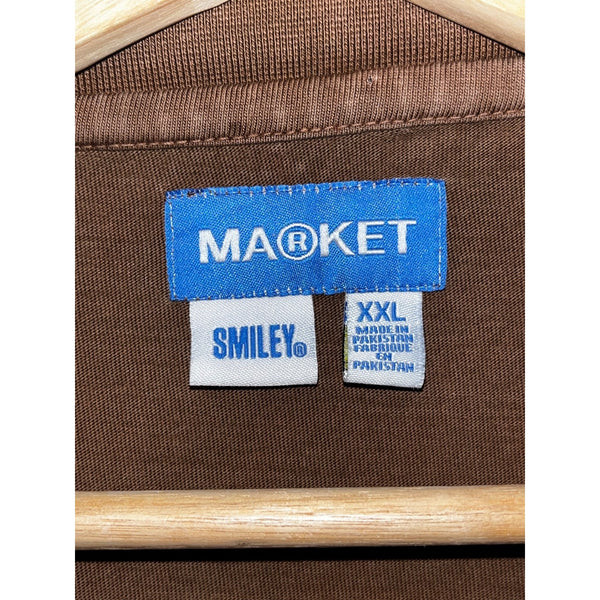 MA®KET
SMILEY®
XXL
MADE IN
PAKISTAN
FABRIQUE
EN
PAKISTAN